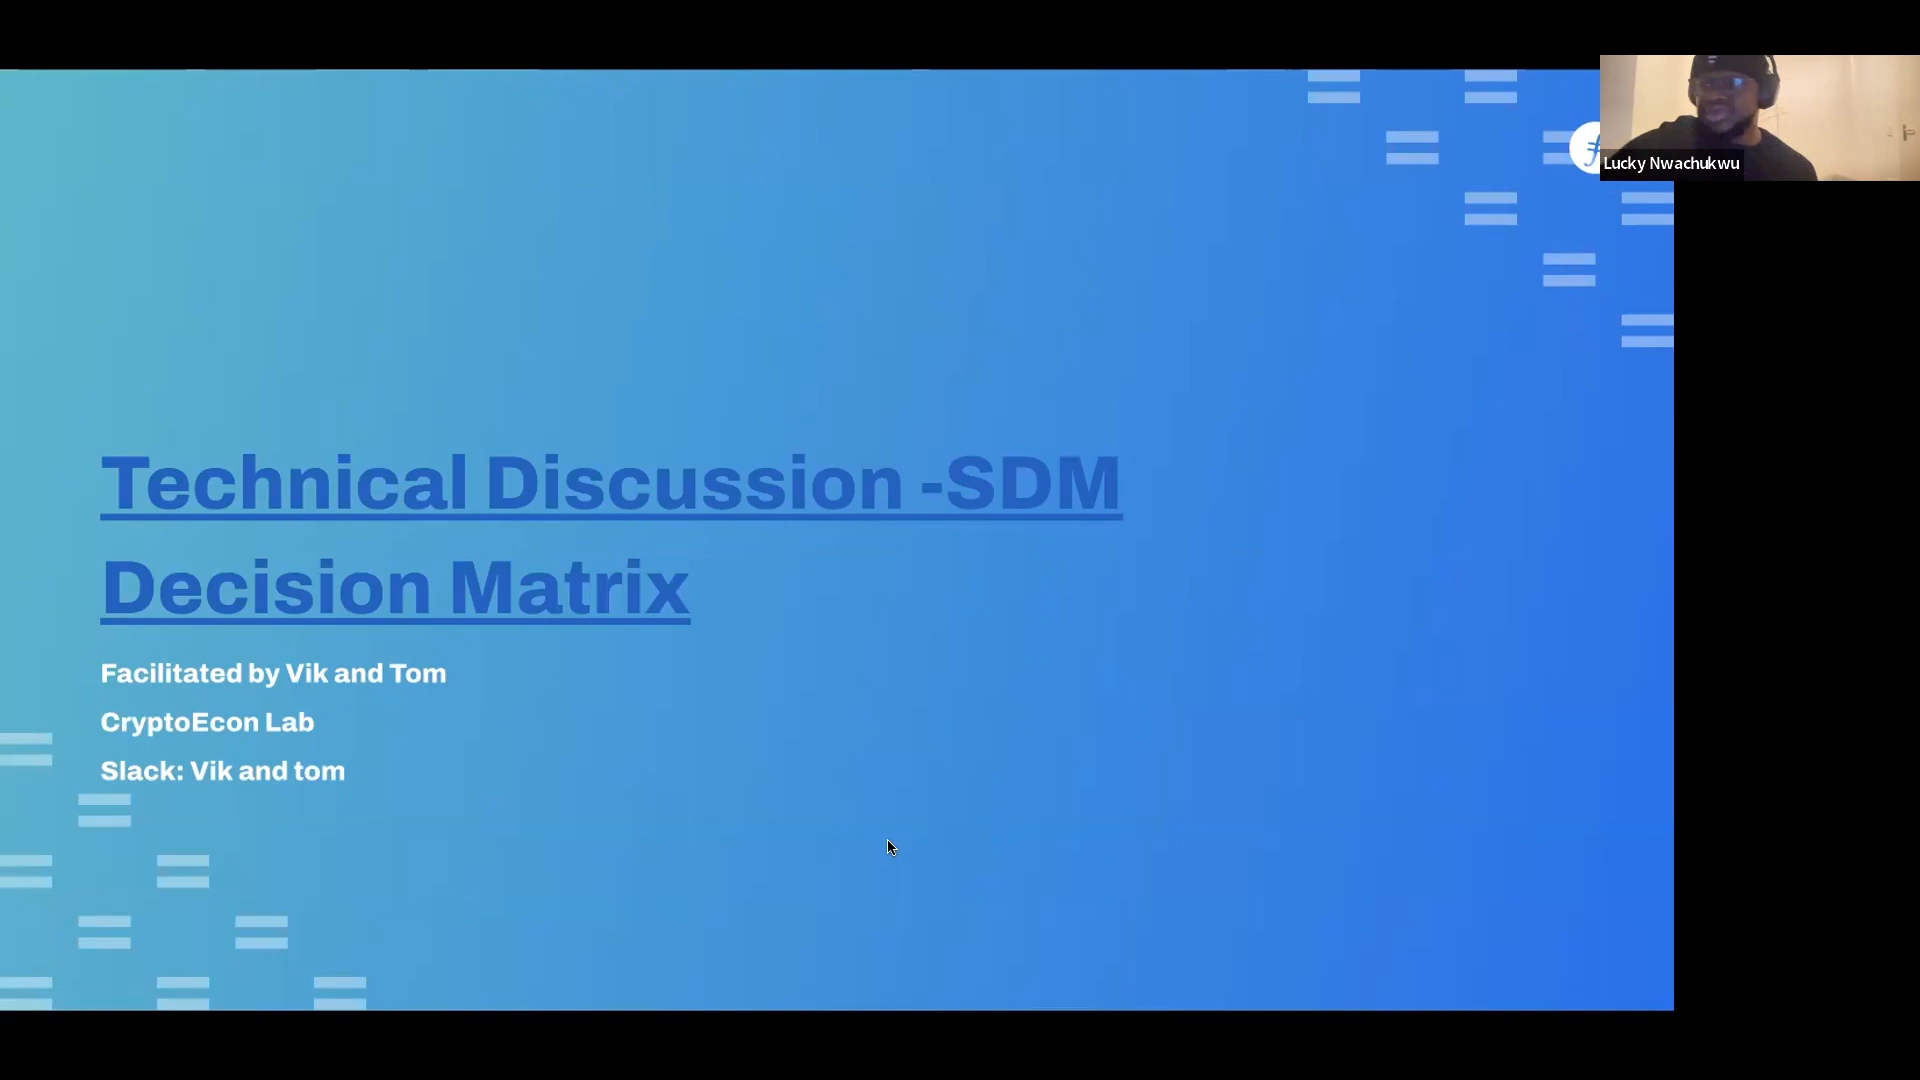 Technical Discussion -SDM
Decision Matrix
Facilitated by Vik and Tom
CryptoEcon Lab
Slack: Vik and tom
Lucky Nwachukwu